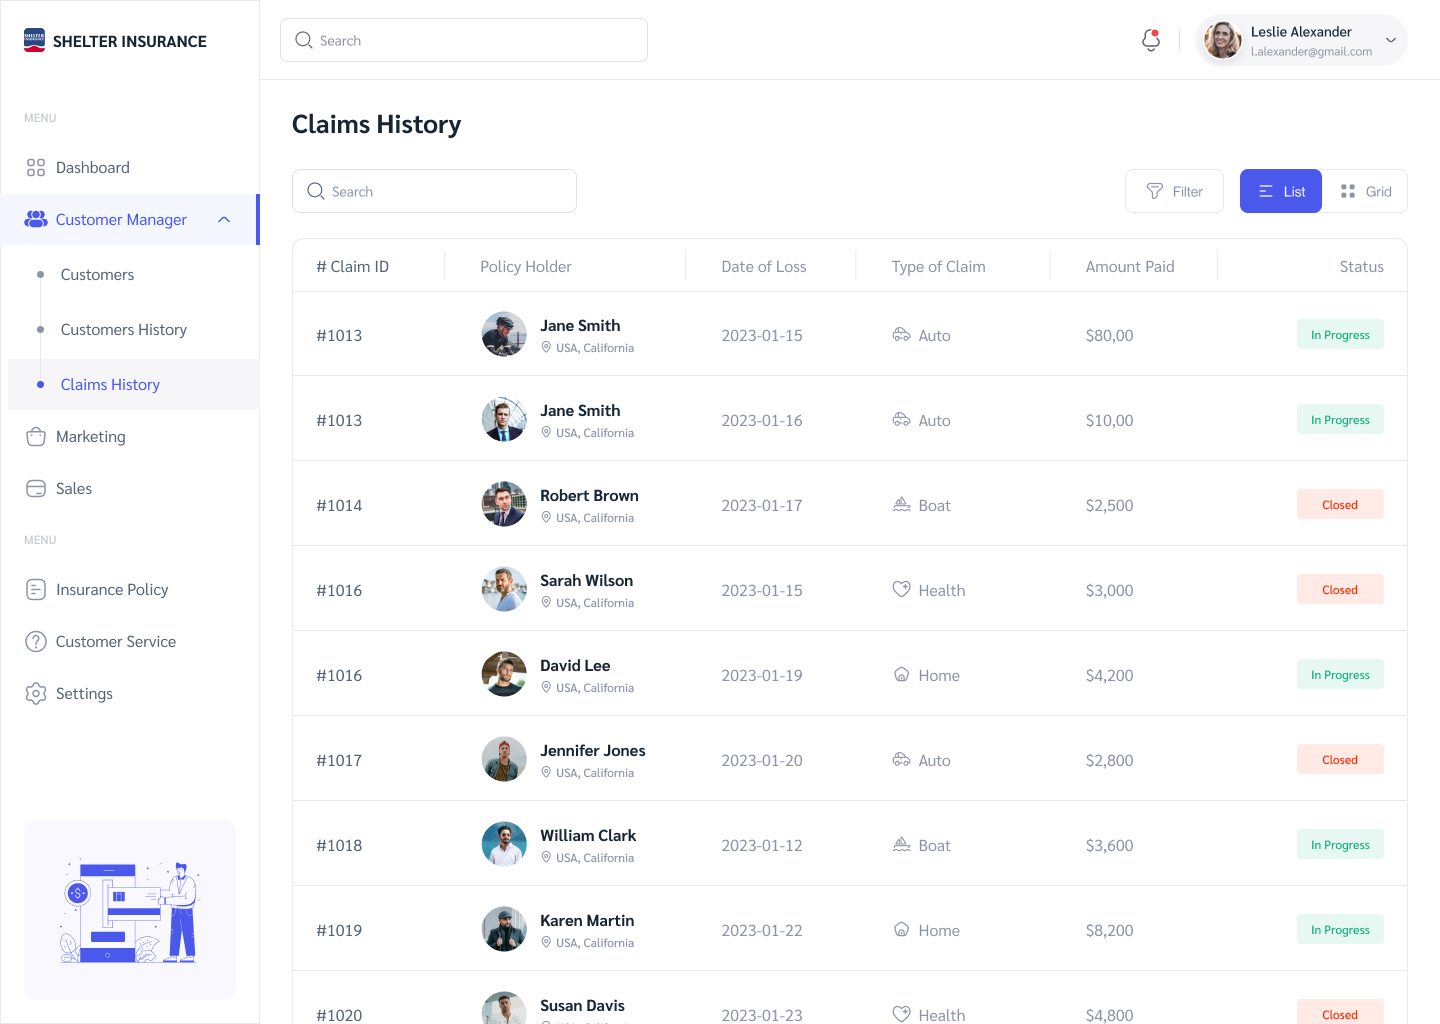 SHELTER INSURANCE
Search
Leslie Alexander
l.alexander@gmail.com
MENU
Dashboard
Customer Manager
Customers
Customers History
Claims History
Marketing
Sales
MENU
Insurance Policy
Customer Service
Settings
Claims History
Search
Filter
List
Grid
# Claim ID Policy Holder Date of Loss Type of Claim Amount Paid Status
#1013 Jane Smith 2023-01-15 Auto $80,00 In Progress
USA, California
#1013 Jane Smith 2023-01-16 Auto $10,00 In Progress
USA, California
#1014 Robert Brown 2023-01-17 Boat $2,500 Closed
USA, California
#1016 Sarah Wilson 2023-01-15 Health $3,000 Closed
USA, California
#1016 David Lee 2023-01-19 Home $4,200 In Progress
USA, California
#1017 Jennifer Jones 2023-01-20 Auto $2,800 Closed
USA, California
#1018 William Clark 2023-01-12 Boat $3,600 In Progress
USA, California
#1019 Karen Martin 2023-01-22 Home $8,200 In Progress
USA, California
#1020 Susan Davis 2023-01-23 Health $4,800 Closed